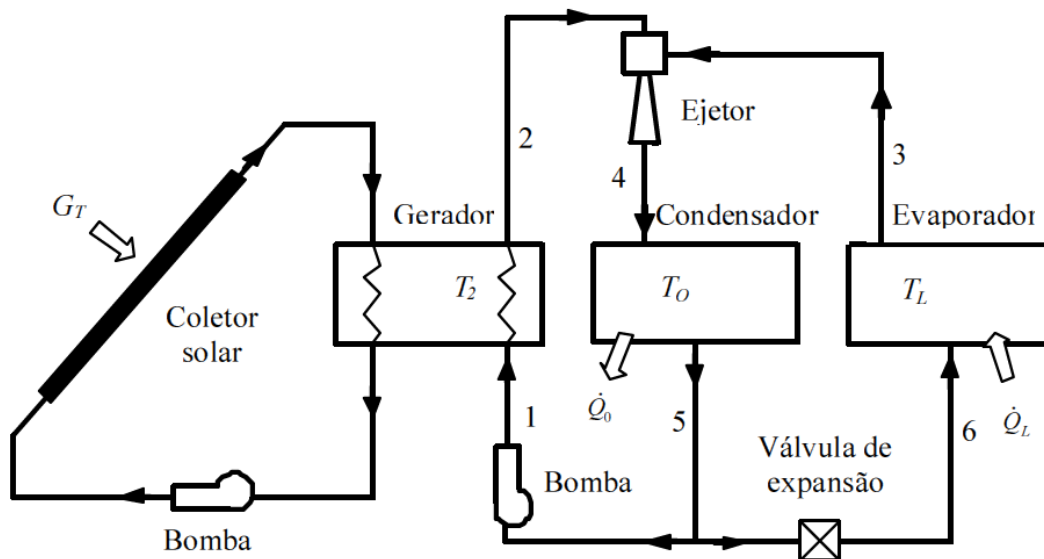 Ejetor
2
3
4
G_T
Gerador
Condensador
Evaporador
T_2
T_O
T_L
Coletor
solar
Q̇_0
Q̇_L
1
5
6
Válvula de
expansão
Bomba
Bomba